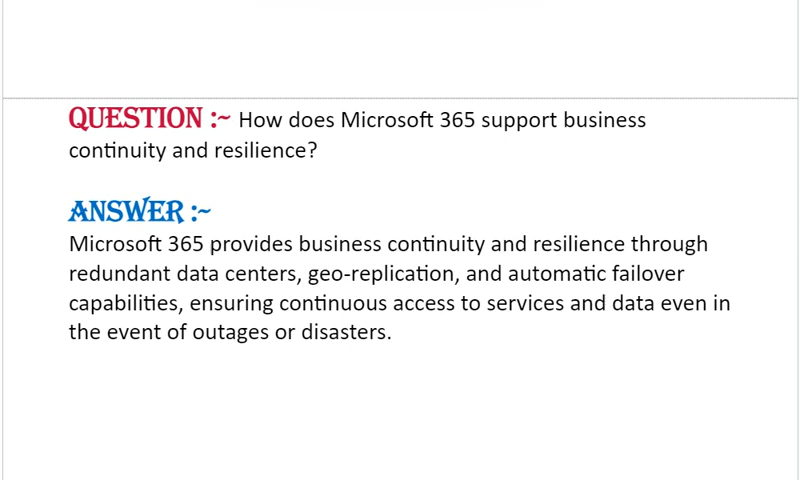 QUESTION :~ How does Microsoft 365 support business
continuity and resilience?
ANSWER :~
Microsoft 365 provides business continuity and resilience through
redundant data centers, geo-replication, and automatic failover
capabilities, ensuring continuous access to services and data even in
the event of outages or disasters.